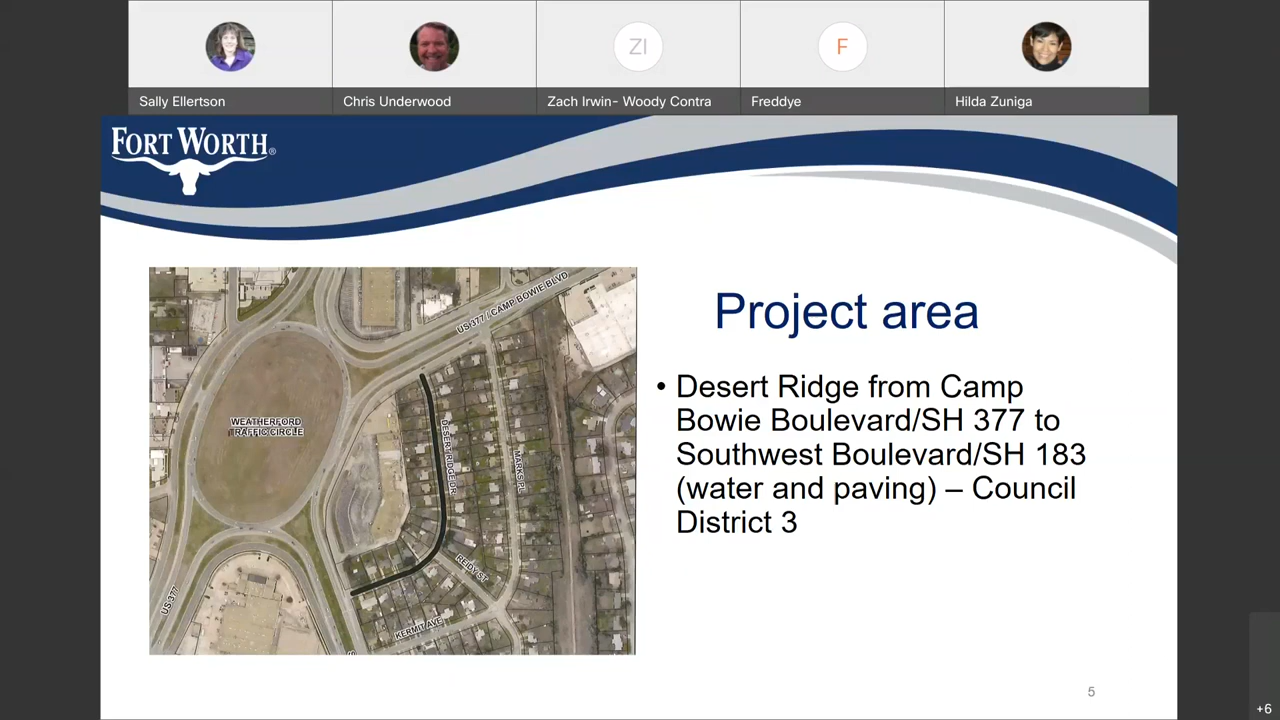 ZI
F
Sally Ellertson
Chris Underwood
Zach Irwin- Woody Contra
Freddye
Hilda Zuniga
FORT WORTH®
Project area
US 377 / CAMP BOWIE BLVD
WEATHERFORD
TRAFFIC CIRCLE
DESERT RIDGE DR
MARKS PL
REIDY ST
KERMIT AVE
US 377
• Desert Ridge from Camp
Bowie Boulevard/SH 377 to
Southwest Boulevard/SH 183
(water and paving) – Council
District 3
5
+6